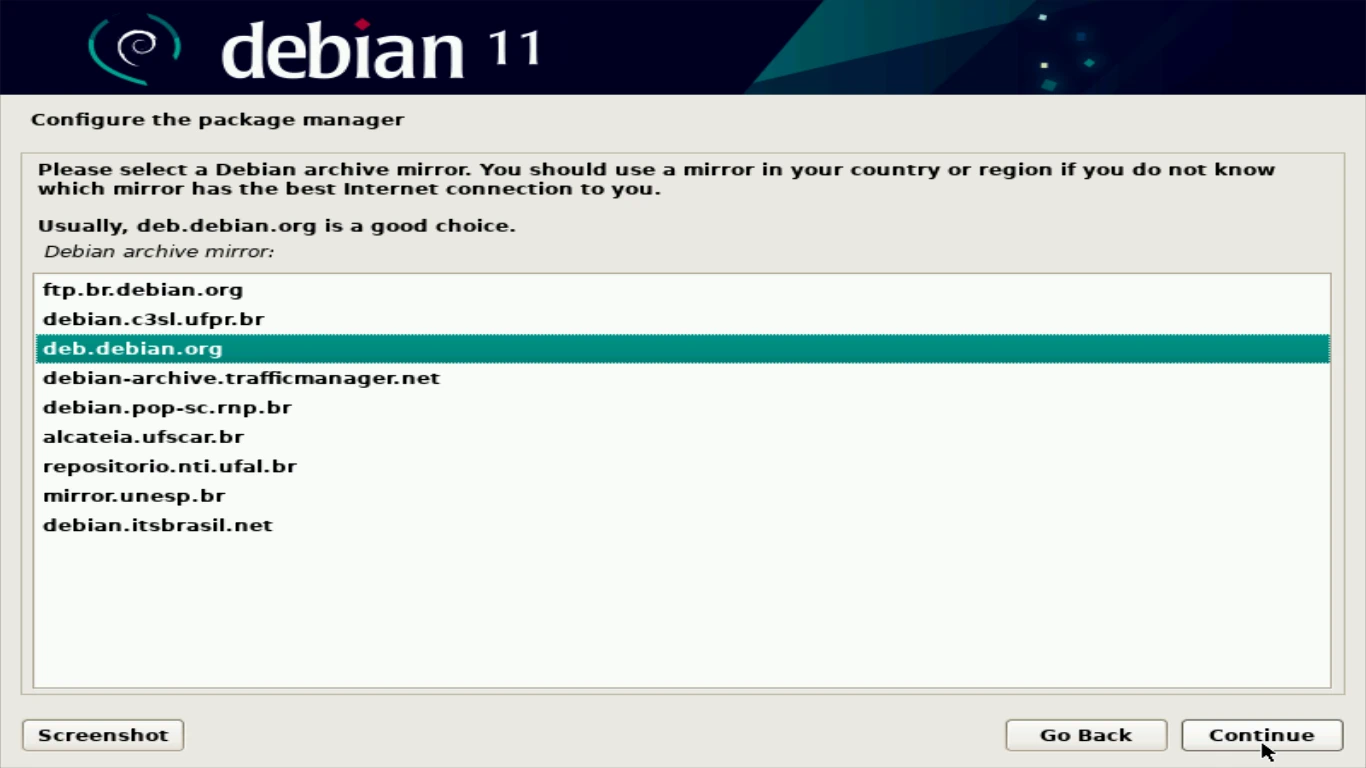 debian 11
Configure the package manager
Please select a Debian archive mirror. You should use a mirror in your country or region if you do not know
which mirror has the best Internet connection to you.
Usually, deb.debian.org is a good choice.
Debian archive mirror:
ftp.br.debian.org
debian.c3sl.ufpr.br
deb.debian.org
debian-archive.trafficmanager.net
debian.pop-sc.rnp.br
alcateia.ufscar.br
repositorio.nti.ufal.br
mirror.unesp.br
debian.itsbrasil.net
Screenshot
Go Back
Continue